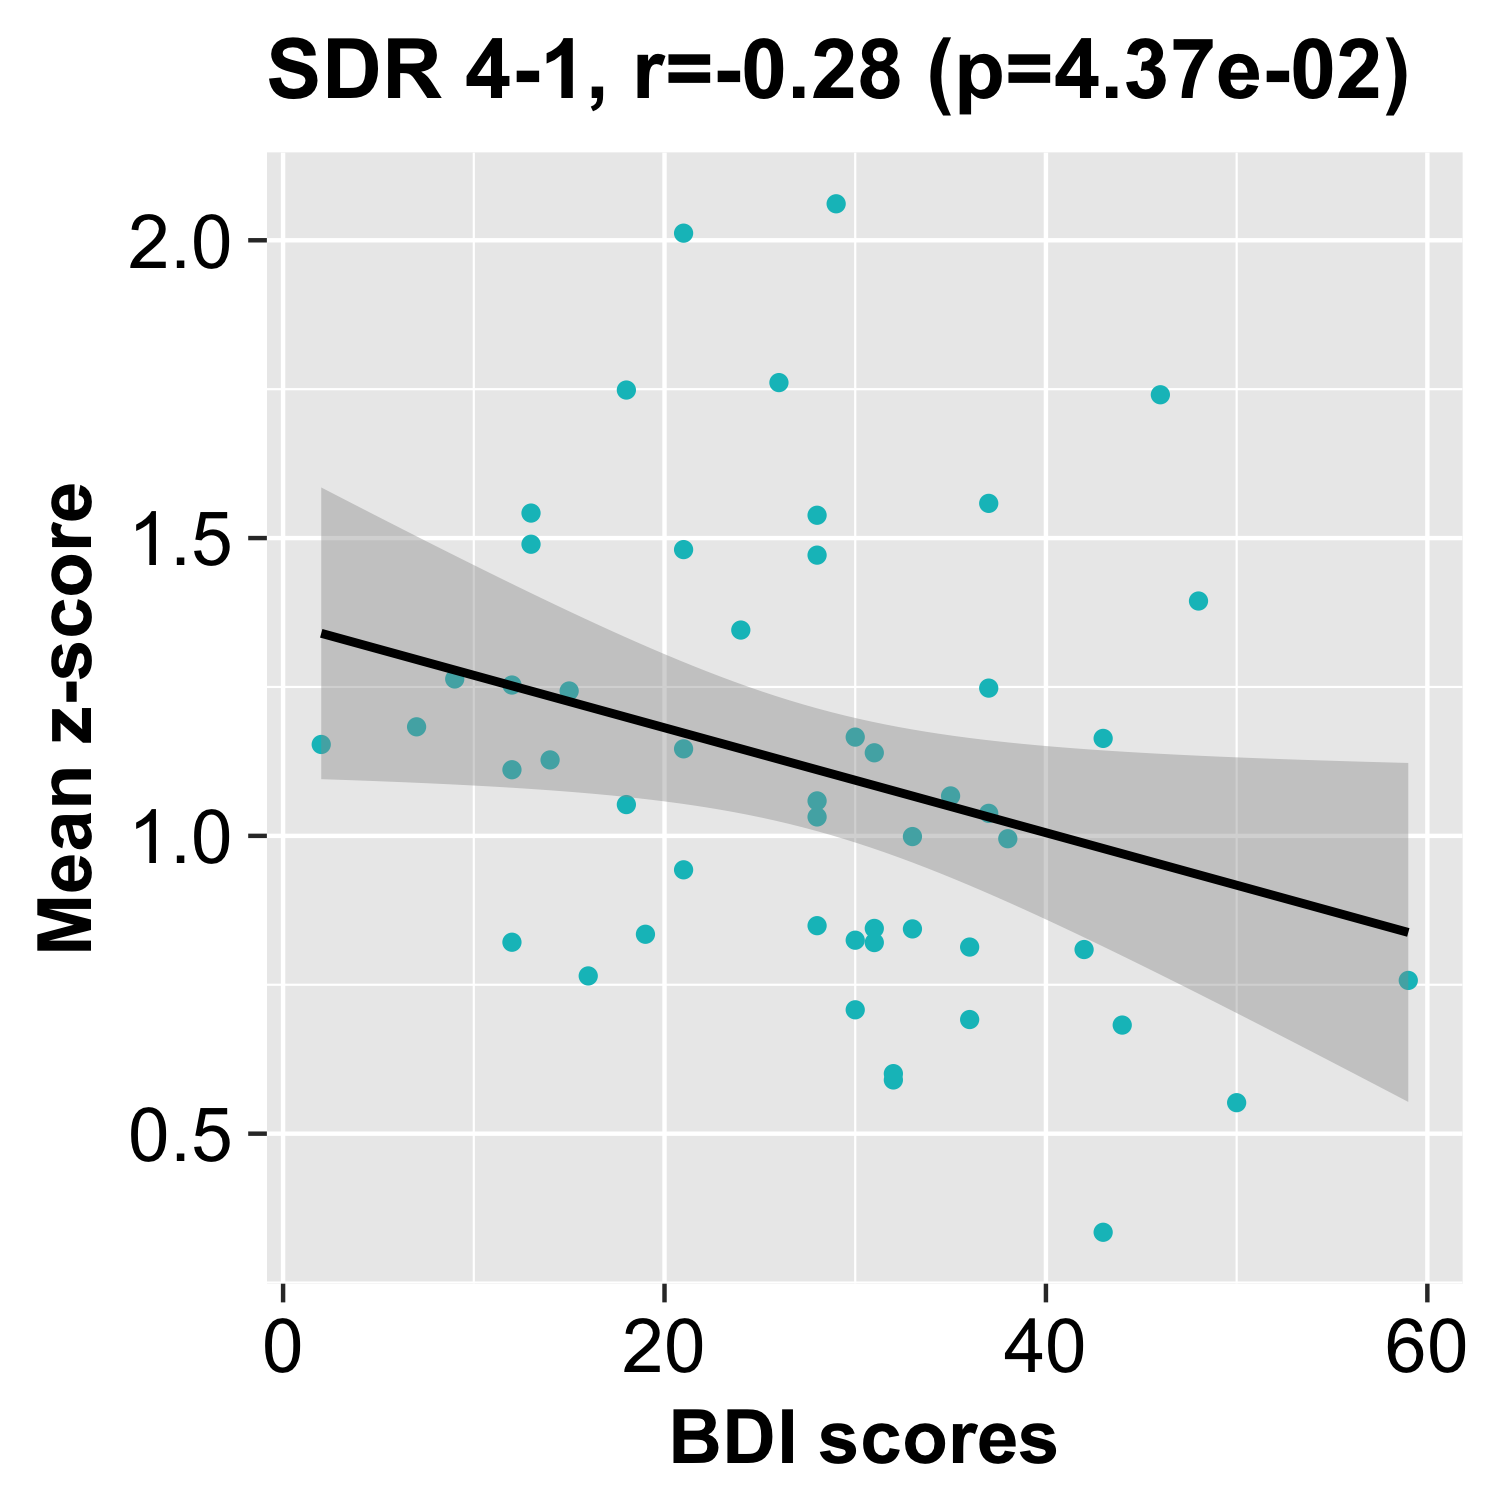 SDR 4-1, r=-0.28 (p=4.37e-02)
Mean z-score
2.0
1.5
1.0
0.5
0 20 40 60
BDI scores